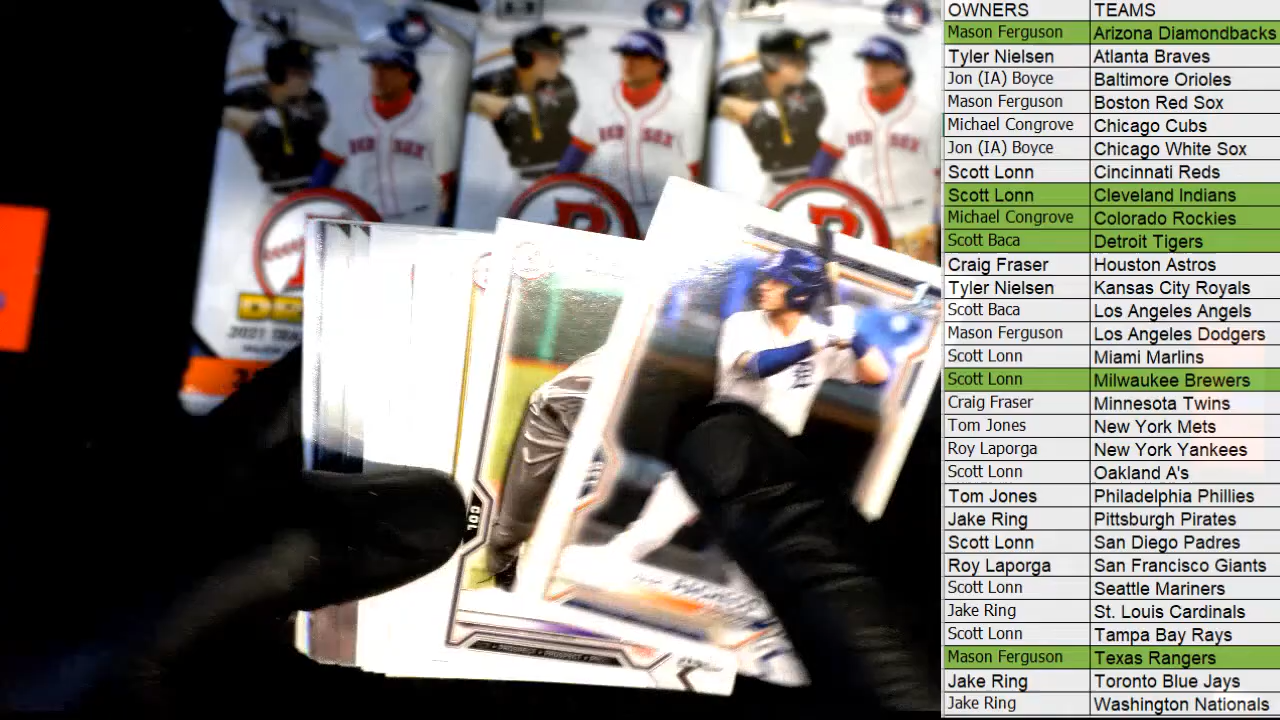 OWNERS TEAMS
Mason Ferguson Arizona Diamondbacks
Tyler Nielsen Atlanta Braves
Jon (IA) Boyce Baltimore Orioles
Mason Ferguson Boston Red Sox
Michael Congrove Chicago Cubs
Jon (IA) Boyce Chicago White Sox
Scott Lonn Cincinnati Reds
Scott Lonn Cleveland Indians
Michael Congrove Colorado Rockies
Scott Baca Detroit Tigers
Craig Fraser Houston Astros
Tyler Nielsen Kansas City Royals
Scott Baca Los Angeles Angels
Mason Ferguson Los Angeles Dodgers
Scott Lonn Miami Marlins
Scott Lonn Milwaukee Brewers
Craig Fraser Minnesota Twins
Tom Jones New York Mets
Roy Laporga New York Yankees
Scott Lonn Oakland A's
Tom Jones Philadelphia Phillies
Jake Ring Pittsburgh Pirates
Scott Lonn San Diego Padres
Roy Laporga San Francisco Giants
Scott Lonn Seattle Mariners
Jake Ring St. Louis Cardinals
Scott Lonn Tampa Bay Rays
Mason Ferguson Texas Rangers
Jake Ring Toronto Blue Jays
Jake Ring Washington Nationals
RED SOX
RED SOX
RED SOX
2021
COL
PROSPECT • PROSPECT